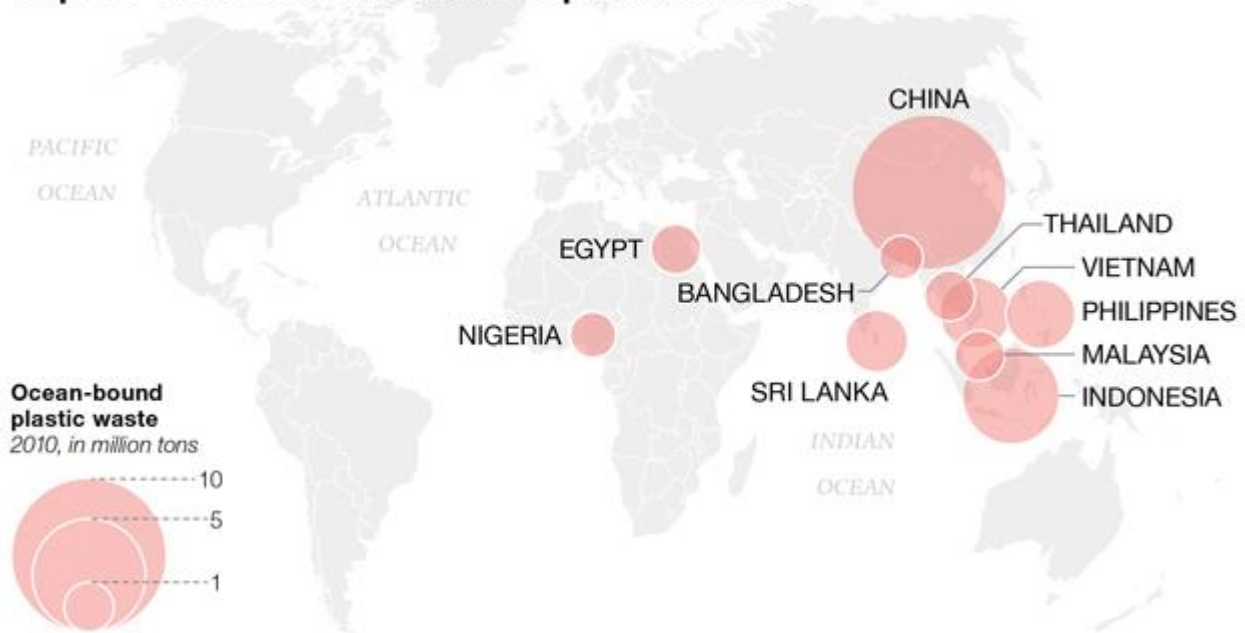 PACIFIC
OCEAN
ATLANTIC
OCEAN
CHINA
THAILAND
EGYPT
VIETNAM
BANGLADESH
PHILIPPINES
NIGERIA
MALAYSIA
SRI LANKA
INDONESIA
INDIAN
OCEAN
Ocean-bound
plastic waste
2010, in million tons
10
5
1